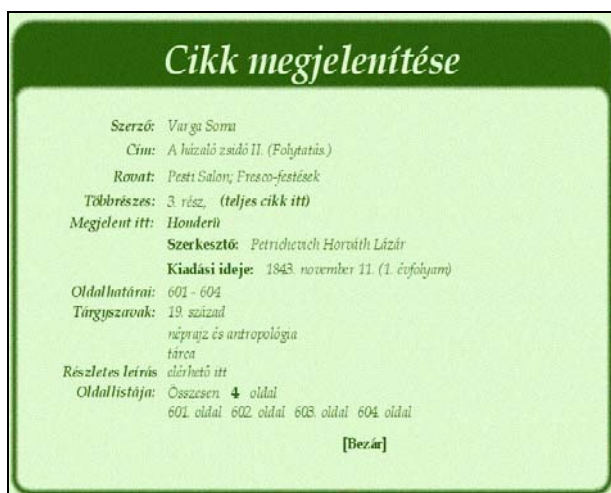 Cikk megjelenítése
Szerző: Varga Soma
Cím: A házaló zsidó II. (Folytatás.)
Rovat: Pesti Salon; Fresco-festések
Többrészes: 3. rész, (teljes cikk itt)
Megjelent itt: Honderü
Szerkesztő: Petrichevich Horváth Lázár
Kiadási ideje: 1843. november 11. (1. évfolyam)
Oldalhatárai: 601 - 604
Tárgyszavak: 19. század
néprajz és antropológia
tárca
Részletes leírás elérhető itt
Oldallistája: Összesen 4 oldal
601. oldal 602. oldal 603. oldal 604. oldal
[Bezár]